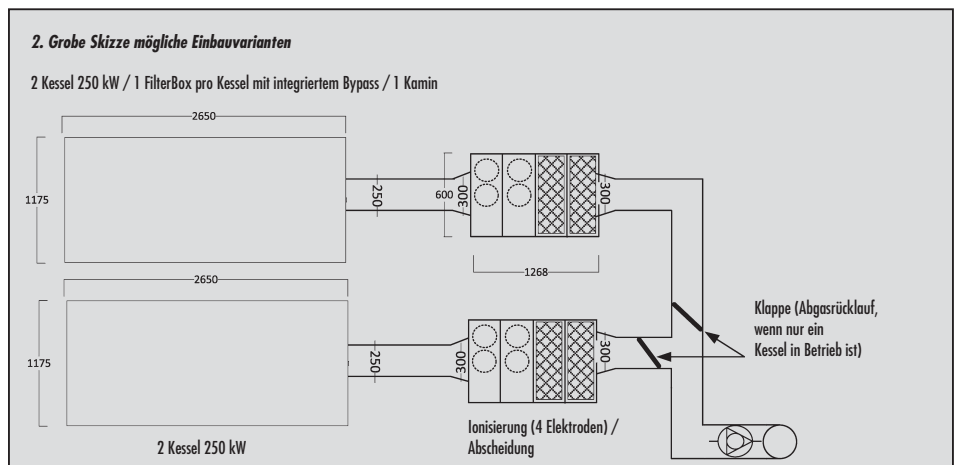 2. Grobe Skizze mögliche Einbauvarianten
2 Kessel 250 kW / 1 FilterBox pro Kessel mit integriertem Bypass / 1 Kamin
2650
1175
250
600
300
300
1268
2650
1175
250
300
300
Klappe (Abgasrücklauf,
wenn nur ein
Kessel in Betrieb ist)
2 Kessel 250 kW
Ionisierung (4 Elektroden) /
Abscheidung